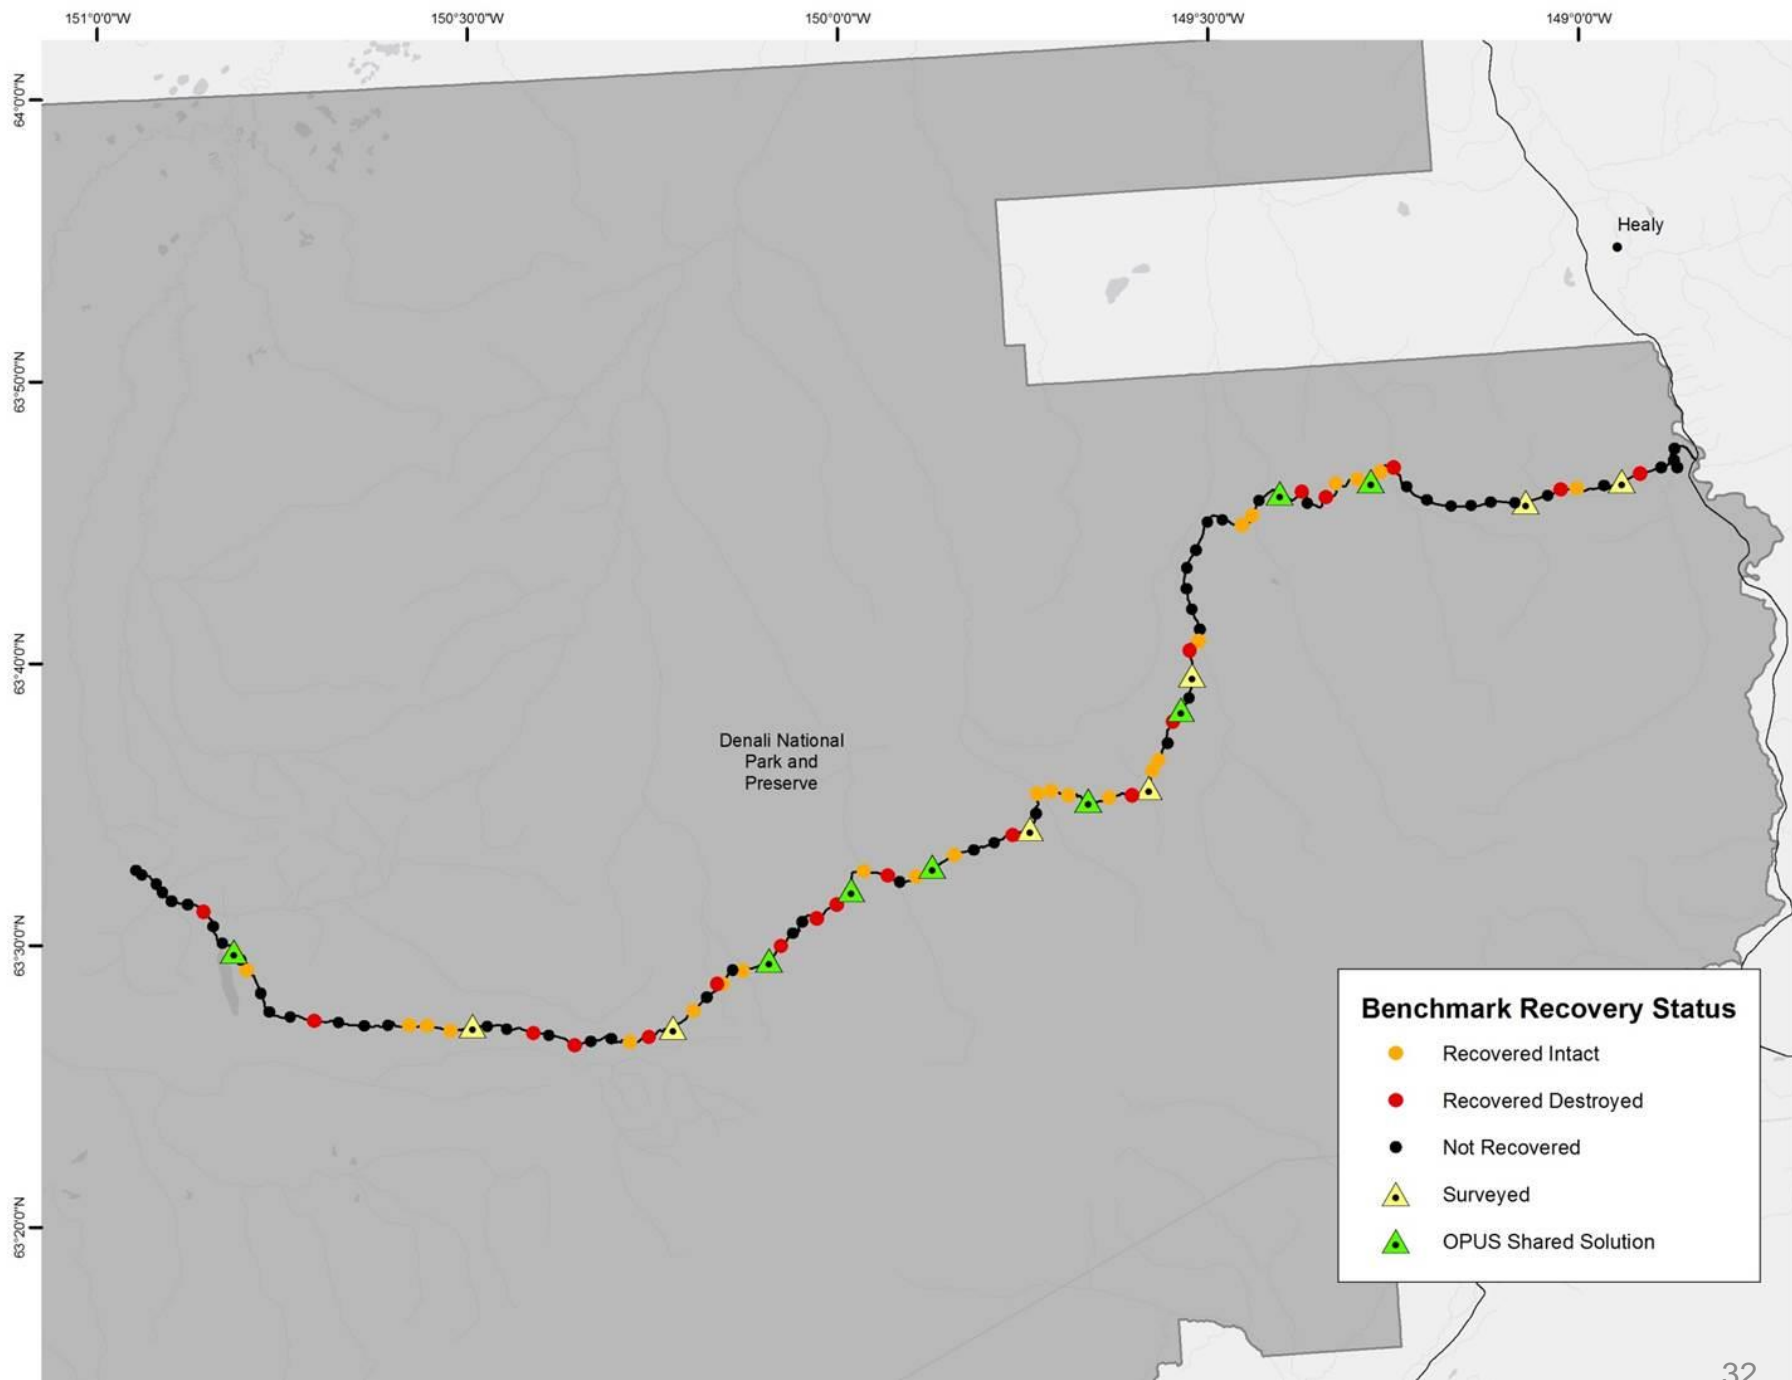 151°0'0"W
150°30'0"W
150°0'0"W
149°30'0"W
149°0'0"W
64°0'0"N
63°50'0"N
63°40'0"N
63°30'0"N
63°20'0"N
Healy
Denali National
Park and
Preserve
Benchmark Recovery Status
Recovered Intact
Recovered Destroyed
Not Recovered
Surveyed
OPUS Shared Solution
32